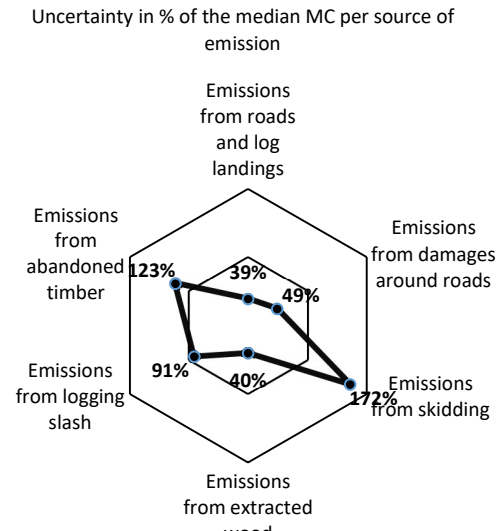 Uncertainty in % of the median MC per source of
emission
Emissions
from roads
and log
landings
Emissions
from damages
around roads
Emissions
from skidding
Emissions
from extracted
Emissions
from logging
slash
Emissions
from
abandoned
timber
39%
49%
172%
40%
91%
123%